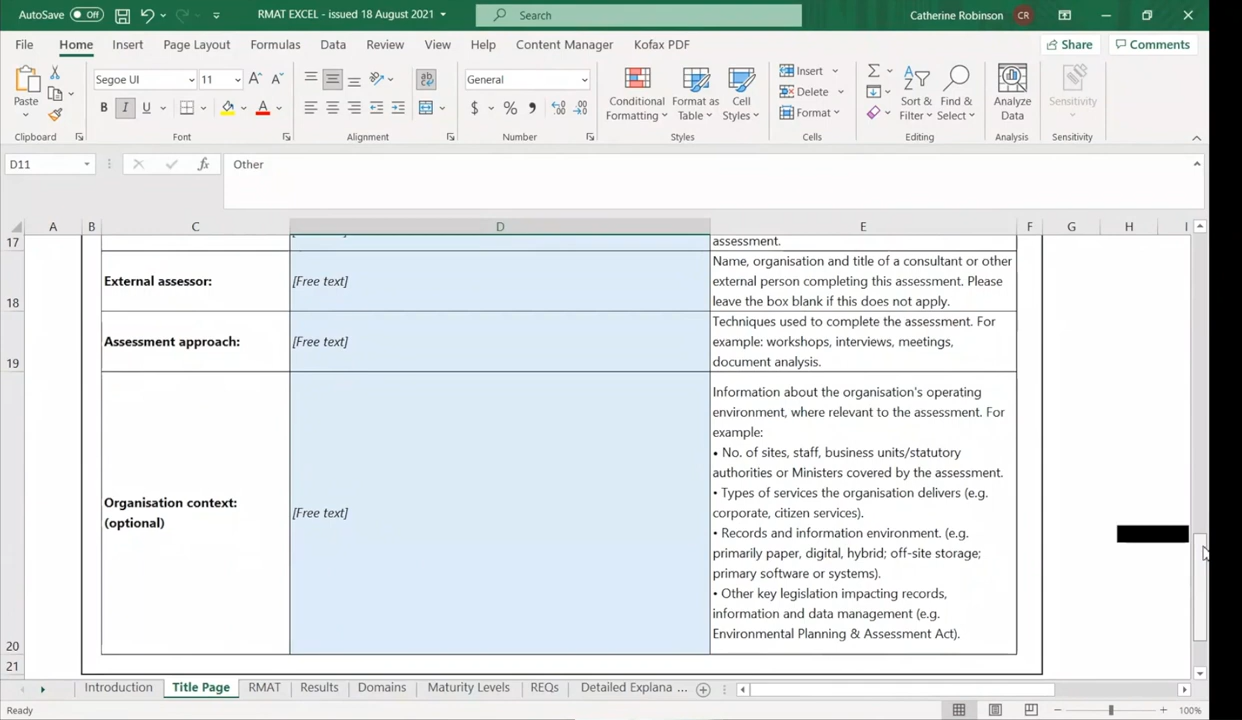 AutoSave Off RMAT EXCEL - issued 18 August 2021 Search Catherine Robinson CR
File Home Insert Page Layout Formulas Data Review View Help Content Manager Kofax PDF Share Comments
Paste
Segoe UI 11 A A
B I U A
ab
General
$ % 9
Conditional
Formatting
Format as
Table
Cell
Styles
Insert
Delete
Format
Sort &
Filter
Find &
Select
Analyze
Data
Sensitivity
Clipboard Font Alignment Number Styles Cells Editing Analysis Sensitivity
D11 fx Other
A B C D E F G H I
17 assessment.
18 External assessor: [Free text]
Name, organisation and title of a consultant or other
external person completing this assessment. Please
leave the box blank if this does not apply.
19 Assessment approach: [Free text]
Techniques used to complete the assessment. For
example: workshops, interviews, meetings,
document analysis.
20 Organisation context:
(optional)
[Free text]
Information about the organisation's operating
environment, where relevant to the assessment. For
example:
• No. of sites, staff, business units/statutory
authorities or Ministers covered by the assessment.
• Types of services the organisation delivers (e.g.
corporate, citizen services).
• Records and information environment. (e.g.
primarily paper, digital, hybrid; off-site storage;
primary software or systems).
• Other key legislation impacting records,
information and data management (e.g.
Environmental Planning & Assessment Act).
21
Introduction Title Page RMAT Results Domains Maturity Levels REQs Detailed Explana ...
Ready 100%